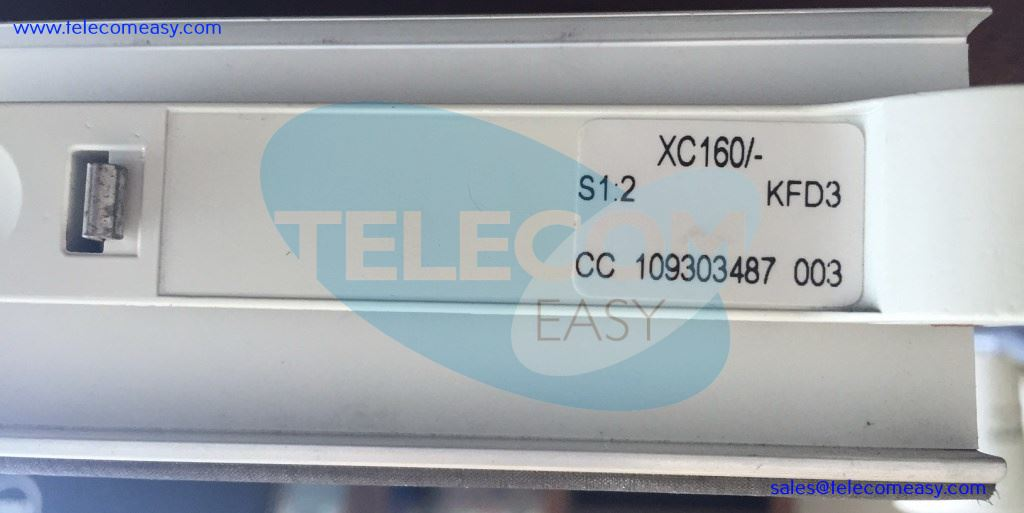 www.telecomeasy.com
XC160/-
S1:2 KFD3
TELECOM
CC 109303487 003
EASY
sales@telecomeasy.com